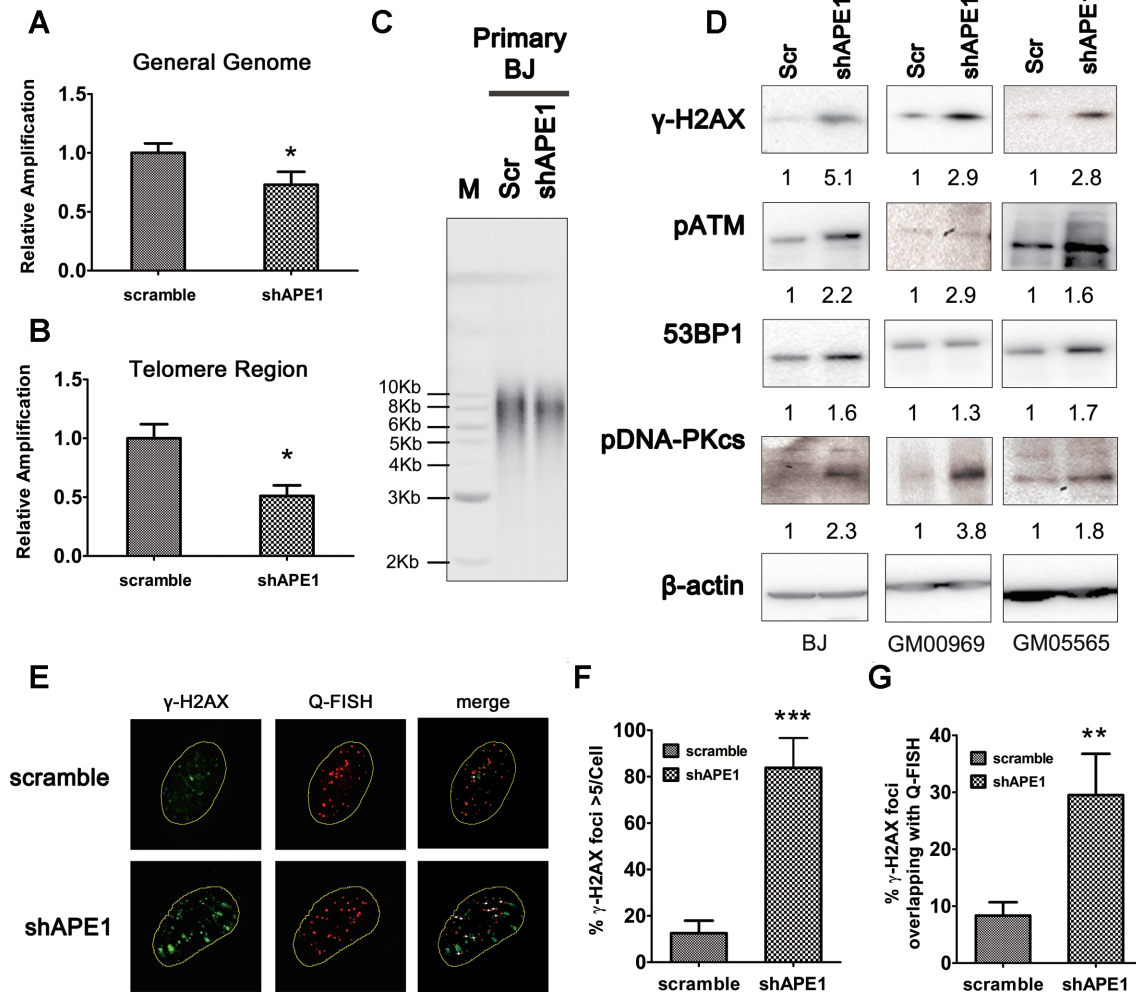 A
General Genome
Relative Amplification
1.5
1.0
0.5
0.0
*
scramble
shAPE1
B
Telomere Region
Relative Amplification
1.5
1.0
0.5
0.0
*
scramble
shAPE1
C
Primary
BJ
M
Scr
shAPE1
10Kb
8Kb
6Kb
5Kb
4Kb
3Kb
2Kb
D
Scr
shAPE1
Scr
shAPE1
Scr
shAPE1
γ-H2AX
1 5.1 1 2.9 1 2.8
pATM
1 2.2 1 2.9 1 1.6
53BP1
1 1.6 1 1.3 1 1.7
pDNA-PKcs
1 2.3 1 3.8 1 1.8
β-actin
BJ GM00969 GM05565
E
γ-H2AX Q-FISH merge
scramble
shAPE1
F
% γ-H2AX foci >5/Cell
100
80
60
40
20
0
scramble
shAPE1
***
scramble shAPE1
G
% γ-H2AX foci
overlapping with Q-FISH
40
30
20
10
0
scramble
shAPE1
**
scramble shAPE1